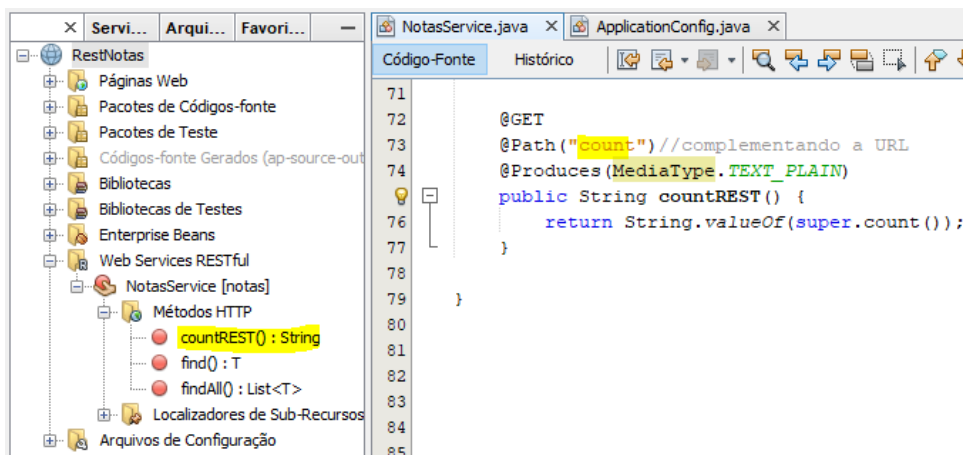 Servi... Arqui... Favori...
RestNotas
Páginas Web
Pacotes de Códigos-fonte
Pacotes de Teste
Códigos-fonte Gerados (ap-source-out
Bibliotecas
Bibliotecas de Testes
Enterprise Beans
Web Services RESTful
NotasService [notas]
Métodos HTTP
countREST() : String
find() : T
findAll() : List<T>
Localizadores de Sub-Recursos
Arquivos de Configuração
NotasService.java ApplicationConfig.java
Código-Fonte Histórico
71
72 @GET
73 @Path("count")//complementando a URL
74 @Produces(MediaType.TEXT_PLAIN)
public String countREST() {
76 return String.valueOf(super.count());
77 }
78
79 }
80
81
82
83
84
85